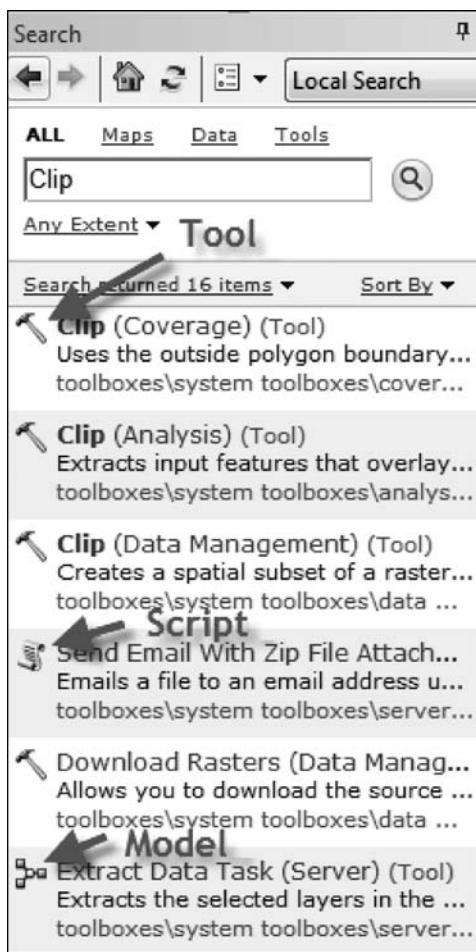 Search
Local Search
ALL Maps Data Tools
Clip
Any Extent
Tool
Search returned 16 items Sort By
Clip (Coverage) (Tool)
Uses the outside polygon boundary...
toolboxes\system toolboxes\cover...
Clip (Analysis) (Tool)
Extracts input features that overlay...
toolboxes\system toolboxes\analys...
Clip (Data Management) (Tool)
Creates a spatial subset of a raster...
toolboxes\system toolboxes\data ...
Script
Send Email With Zip File Attach...
Emails a file to an email address u...
toolboxes\system toolboxes\server...
Download Rasters (Data Manag...
Allows you to download the source ...
toolboxes\system toolboxes\data ...
Model
Extract Data Task (Server) (Tool)
Extracts the selected layers in the ...
toolboxes\system toolboxes\server...